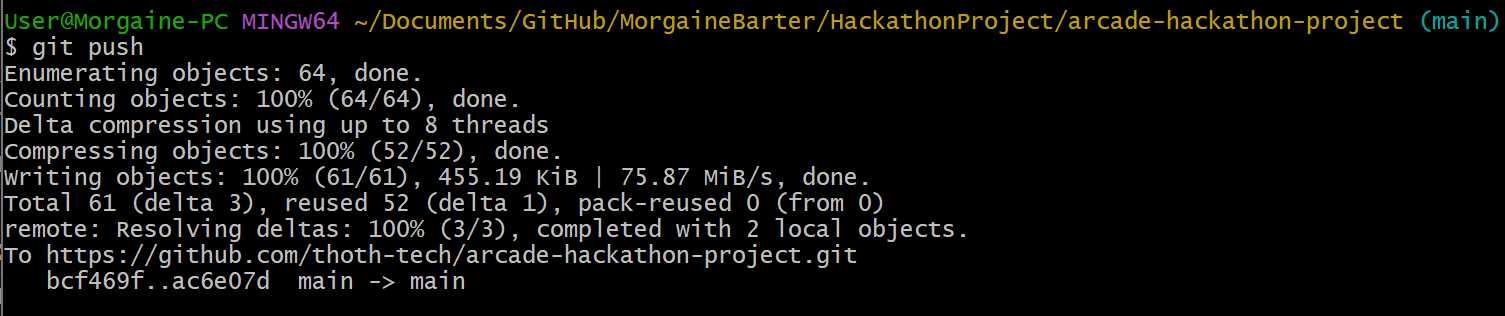 User@Morgaine-PC MINGW64 ~/Documents/GitHub/MorgaineBarter/HackathonProject/arcade-hackathon-project (main)
$ git push
Enumerating objects: 64, done.
Counting objects: 100% (64/64), done.
Delta compression using up to 8 threads
Compressing objects: 100% (52/52), done.
Writing objects: 100% (61/61), 455.19 KiB | 75.87 MiB/s, done.
Total 61 (delta 3), reused 52 (delta 1), pack-reused 0 (from 0)
remote: Resolving deltas: 100% (3/3), completed with 2 local objects.
To https://github.com/thoth-tech/arcade-hackathon-project.git
   bcf469f..ac6e07d  main -> main